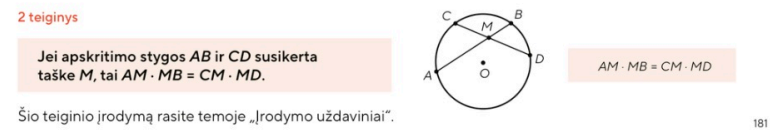 2 teiginys
Jei apskritimo stygos AB ir CD susikerta
taške M, tai AM · MB = CM · MD.
C
M
B
D
A
O
AM · MB = CM · MD
Šio teiginio įrodymą rasite temoje „Įrodymo uždaviniai“.
181